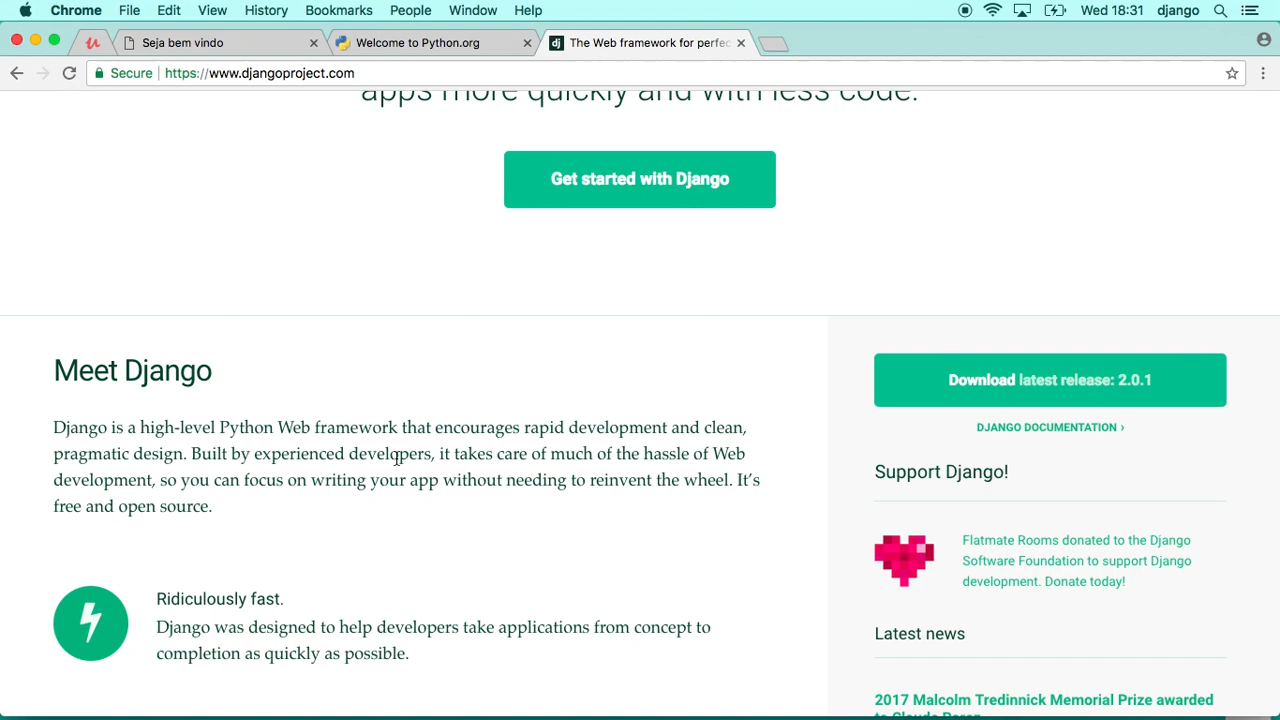 Chrome File Edit View History Bookmarks People Window Help Wed 18:31 django
Seja bem vindo
Welcome to Python.org
dj The Web framework for perfec
Secure https://www.djangoproject.com
apps more quickly and with less code.
Get started with Django
Meet Django
Django is a high-level Python Web framework that encourages rapid development and clean,
pragmatic design. Built by experienced developers, it takes care of much of the hassle of Web
development, so you can focus on writing your app without needing to reinvent the wheel. It’s
free and open source.
Ridiculously fast.
Django was designed to help developers take applications from concept to
completion as quickly as possible.
Download latest release: 2.0.1
DJANGO DOCUMENTATION ›
Support Django!
Flatmate Rooms donated to the Django
Software Foundation to support Django
development. Donate today!
Latest news
2017 Malcolm Tredinnick Memorial Prize awarded
to Claude Paroz